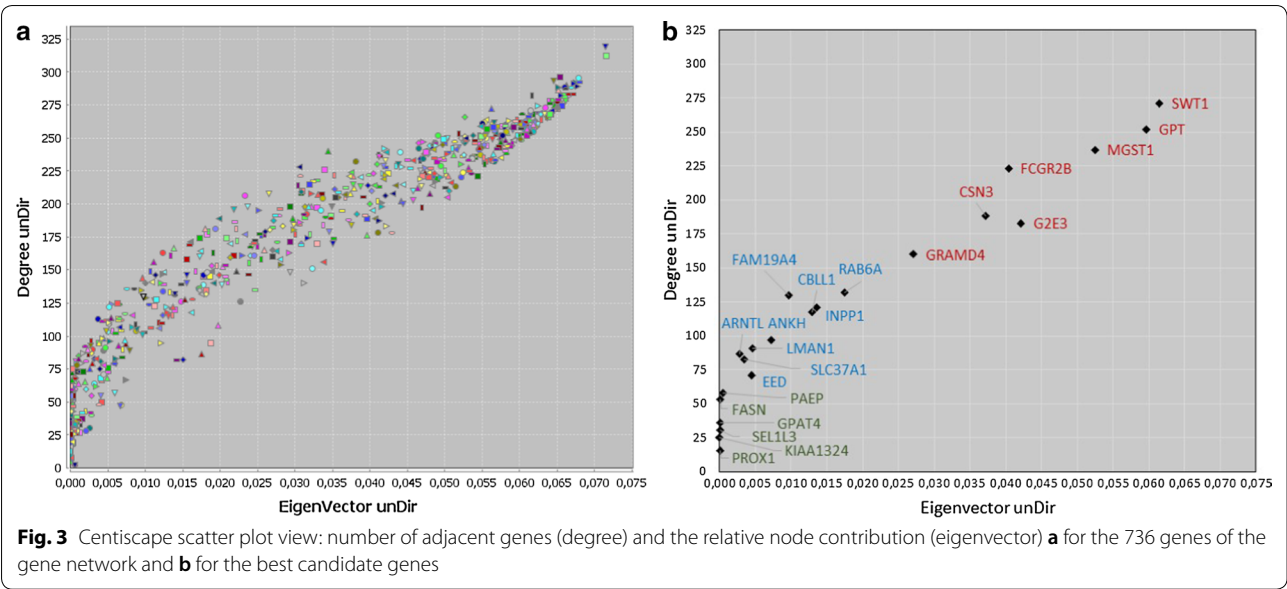 a
325
300
275
250
225
200
175
150
125
100
75
50
25
0
Degree unDir
0,000 0,005 0,010 0,015 0,020 0,025 0,030 0,035 0,040 0,045 0,050 0,055 0,060 0,065 0,070 0,075
EigenVector unDir
b
325
300
275
250
225
200
175
150
125
100
75
50
25
0
Degree unDir
SWT1
GPT
MGST1
FCGR2B
CSN3
G2E3
GRAMD4
FAM19A4
RAB6A
CBLL1
INPP1
ARNTL ANKH
LMAN1
SLC37A1
EED
PAEP
FASN
GPAT4
SEL1L3
KIAA1324
PROX1
0,000 0,005 0,010 0,015 0,020 0,025 0,030 0,035 0,040 0,045 0,050 0,055 0,060 0,065 0,070 0,075
Eigenvector unDir
Fig. 3 Centiscape scatter plot view: number of adjacent genes (degree) and the relative node contribution (eigenvector) a for the 736 genes of the
gene network and b for the best candidate genes